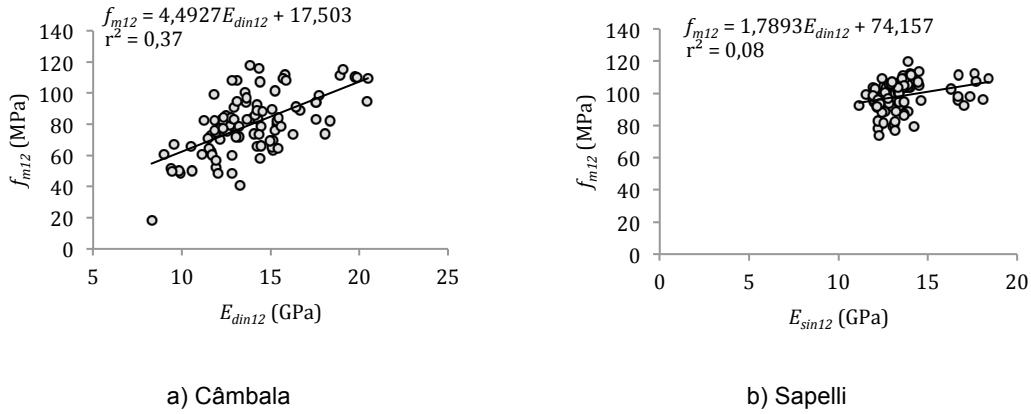 f_m12 = 4,4927E_din12 + 17,503
r² = 0,37
140
120
100
80
60
40
20
0
f_m12 (MPa)
5 10 15 20 25
E_din12 (GPa)
a) Câmbala
f_m12 = 1,7893E_din12 + 74,157
r² = 0,08
140
120
100
80
60
40
20
0
f_m12 (MPa)
0 5 10 15 20
E_sin12 (GPa)
b) Sapelli